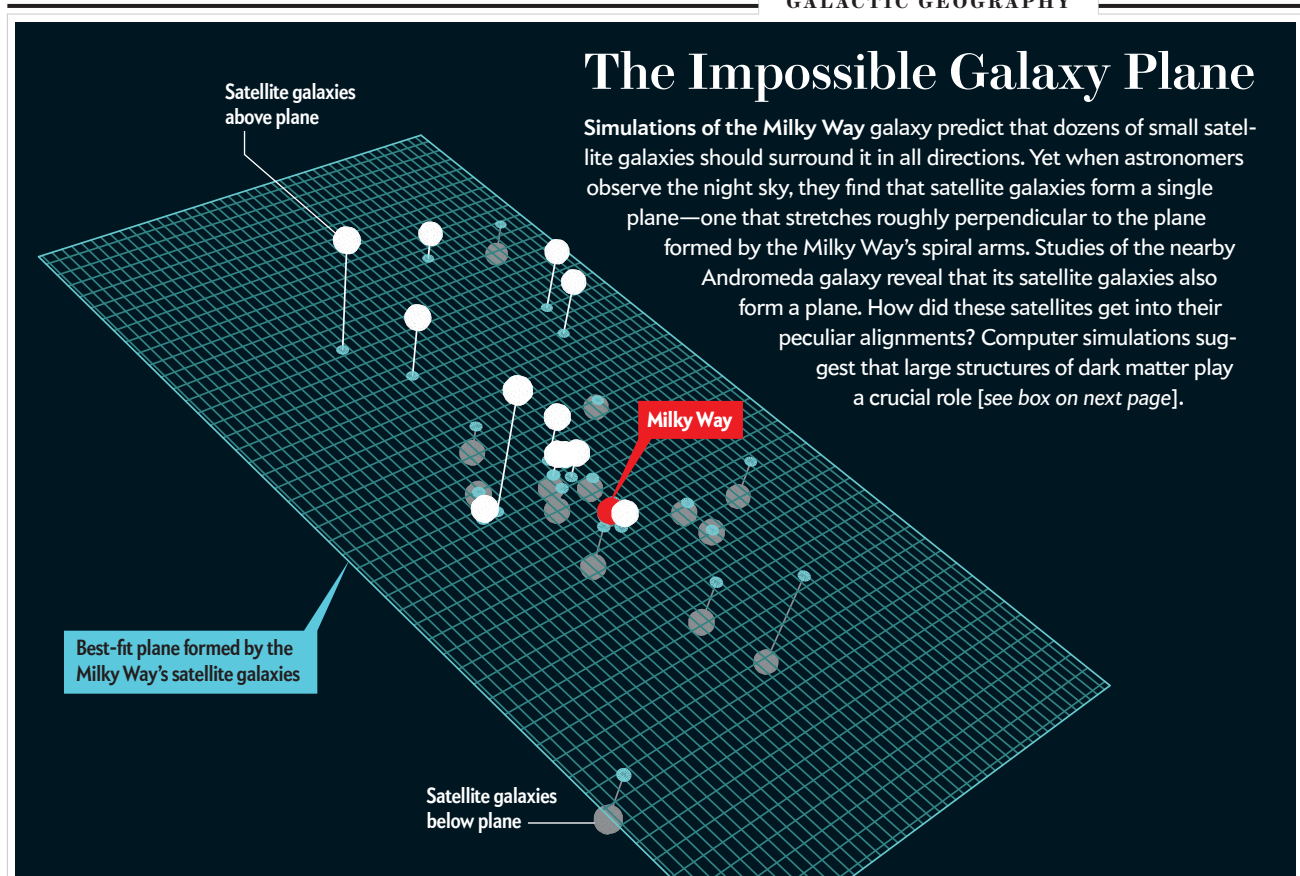 GALACTIC GEOGRAPHY
The Impossible Galaxy Plane
Simulations of the Milky Way galaxy predict that dozens of small satel-
lite galaxies should surround it in all directions. Yet when astronomers
observe the night sky, they find that satellite galaxies form a single
plane—one that stretches roughly perpendicular to the plane
formed by the Milky Way's spiral arms. Studies of the nearby
Andromeda galaxy reveal that its satellite galaxies also
form a plane. How did these satellites get into their
peculiar alignments? Computer simulations sug-
gest that large structures of dark matter play
a crucial role [see box on next page].
Satellite galaxies
above plane
Milky Way
Best-fit plane formed by the
Milky Way's satellite galaxies
Satellite galaxies
below plane